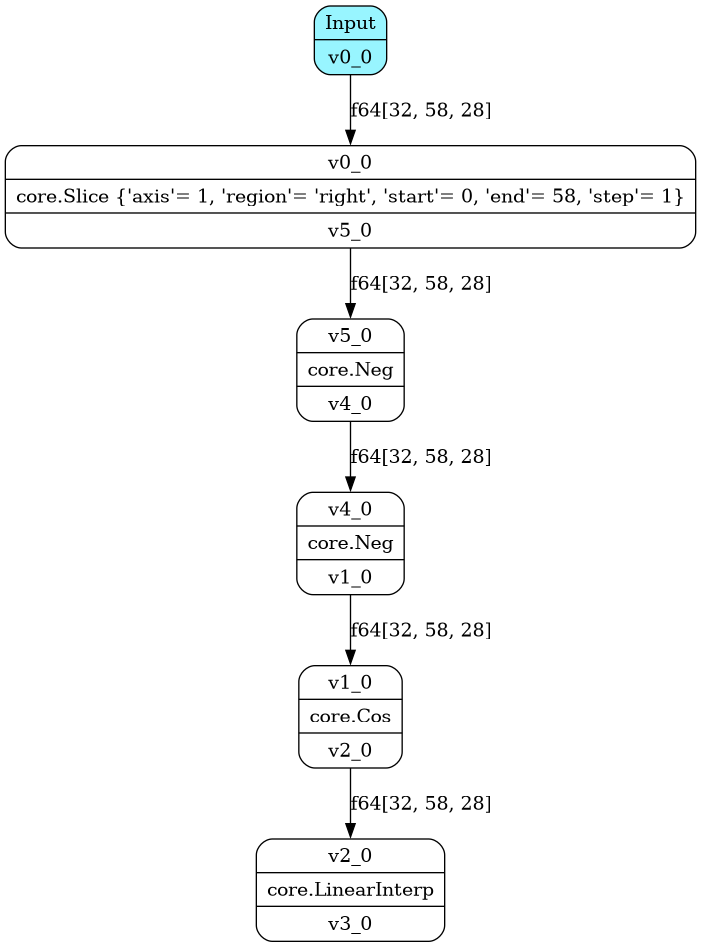 Input
v0_0
f64[32, 58, 28]
v0_0
core.Slice {'axis'= 1, 'region'= 'right', 'start'= 0, 'end'= 58, 'step'= 1}
v5_0
f64[32, 58, 28]
v5_0
core.Neg
v4_0
f64[32, 58, 28]
v4_0
core.Neg
v1_0
f64[32, 58, 28]
v1_0
core.Cos
v2_0
f64[32, 58, 28]
v2_0
core.LinearInterp
v3_0